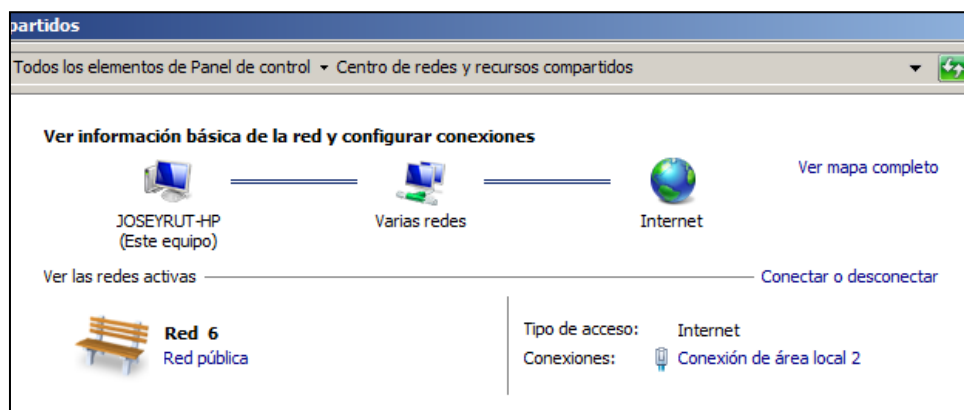 partidos
Todos los elementos de Panel de control Centro de redes y recursos compartidos
Ver información básica de la red y configurar conexiones
Ver mapa completo
JOSEYRUT-HP
(Este equipo)
Varias redes
Internet
Ver las redes activas
Conectar o desconectar
Red 6
Red pública
Tipo de acceso: Internet
Conexiones: Conexión de área local 2